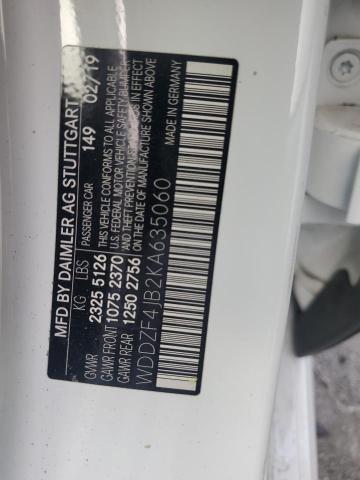 MFD BY DAIMLER AG STUTTGART
149 02/19
KG LBS PASSENGER CAR
GVWR 2325 5126 THIS VEHICLE CONFORMS TO ALL APPLICABLE
GAWR FRONT 1075 2370 U.S. FEDERAL MOTOR VEHICLE SAFETY, BUMPER,
GAWR REAR 1250 2756 AND THEFT PREVENTION STANDARDS IN EFFECT
ON THE DATE OF MANUFACTURE SHOWN ABOVE
WDDZF4JB2KA635060 MADE IN GERMANY